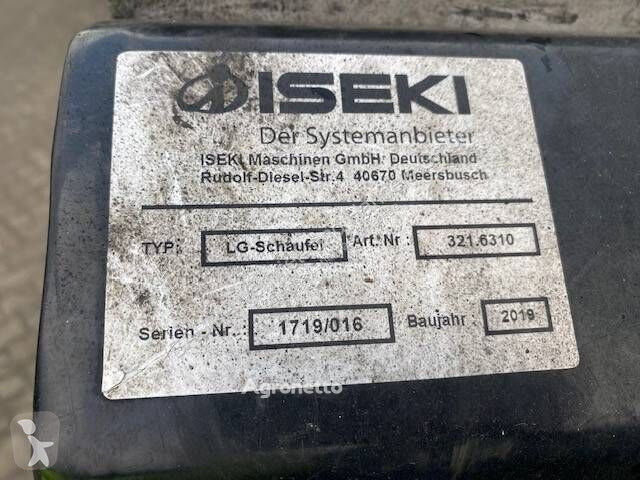 ISEKI
Der Systemanbieter
ISEKI Maschinen GmbH Deutschland
Rudolf-Diesel-Str.4 40670 Meersbusch
TYP: LG-Schaufel Art. Nr : 321.6310
Serien - Nr. : 1719/016 Baujahr : 2019
Agronetto